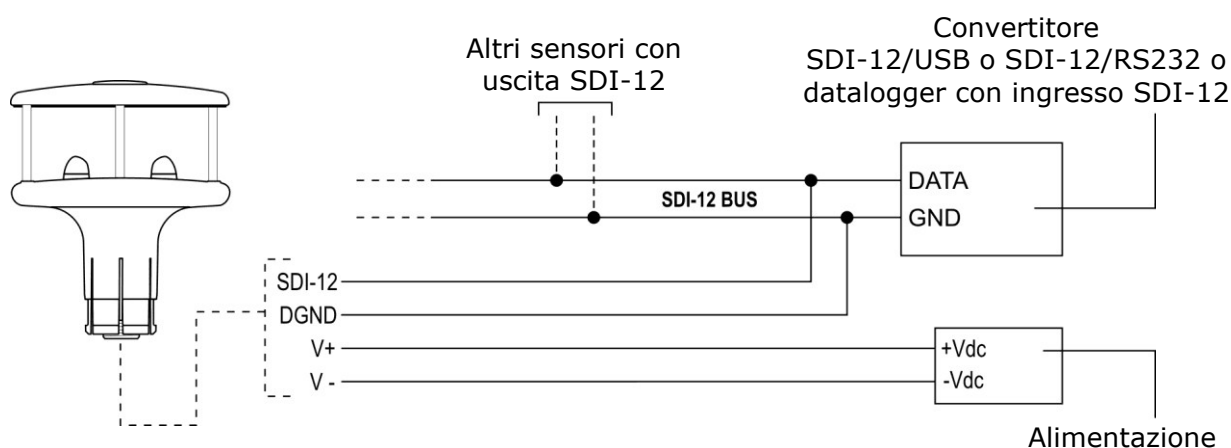 Altri sensori con
uscita SDI-12
Convertitore
SDI-12/USB o SDI-12/RS232 o
datalogger con ingresso SDI-12
SDI-12 BUS
DATA
GND
SDI-12
DGND
V+
V -
+Vdc
-Vdc
Alimentazione